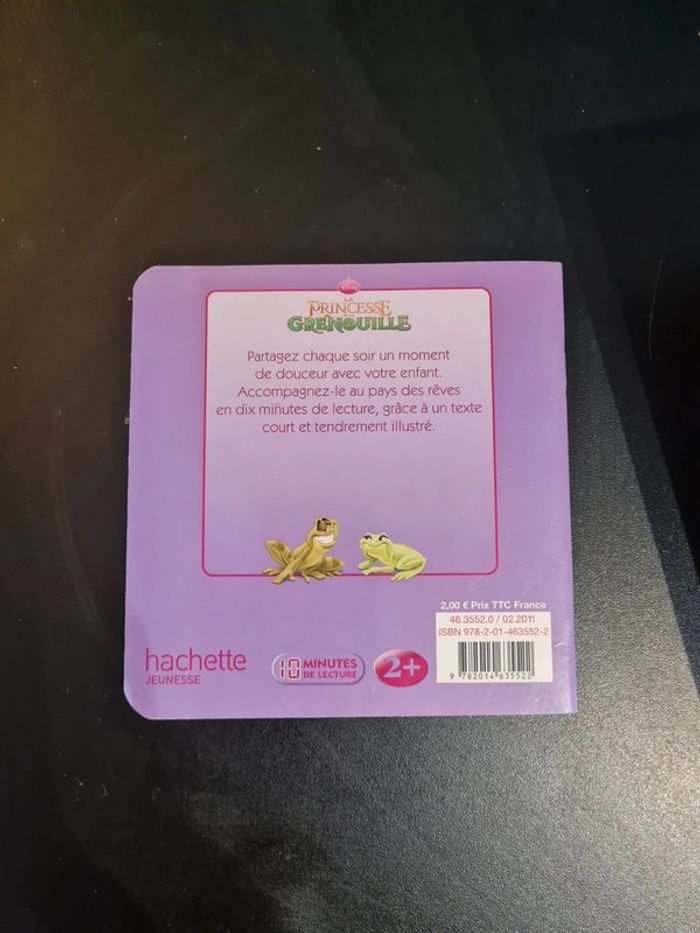 Disney
LA
PRINCESSE
ET LA
GRENOUILLE
Partagez chaque soir un moment
de douceur avec votre enfant.
Accompagnez-le au pays des rêves
en dix minutes de lecture, grâce à un texte
court et tendrement illustré.
2,00 € Prix TTC France
46.3552.0 / 02.2011
ISBN 978-2-01-463552-2
9 782014 635522
hachette
JEUNESSE
10 MINUTES
DE LECTURE
2+